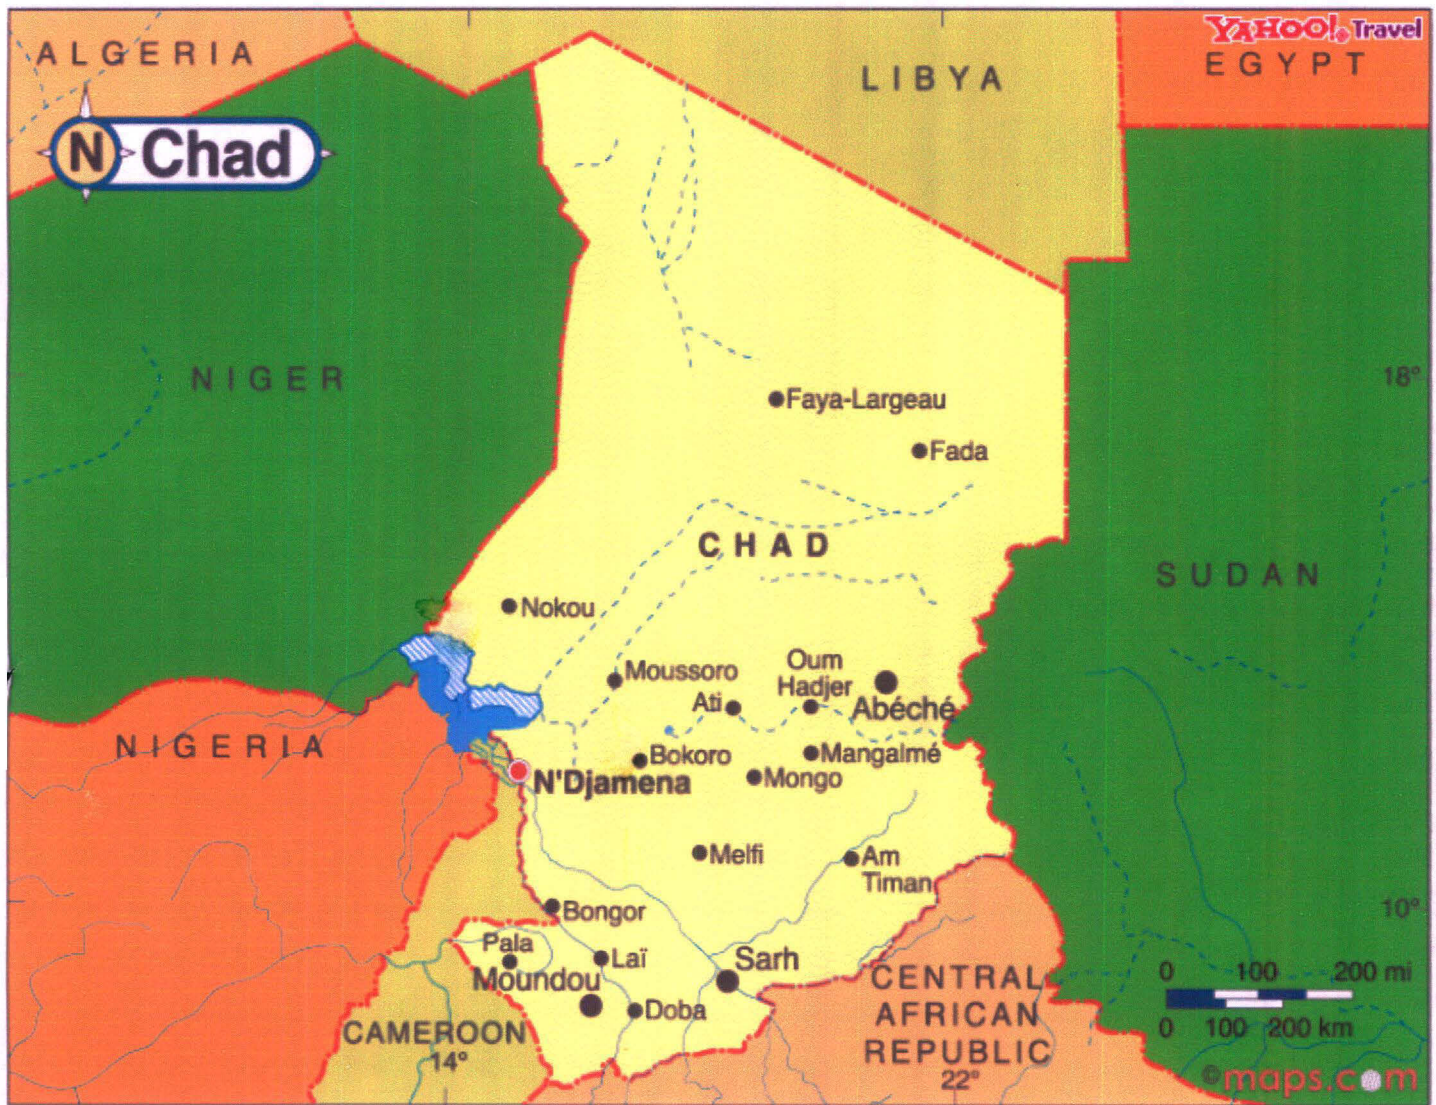 YAHOO! Travel
ALGERIA
LIBYA
EGYPT
N Chad
NIGER
18°
Faya-Largeau
Fada
CHAD
SUDAN
Nokou
Moussoro
Oum
Hadjer
Ati
Abéché
NIGERIA
Bokoro
Mangalmé
N'Djamena
Mongo
Melfi
Am
Timan
Bongor
10°
Pala
Laï
Sarh
Moundou
Doba
CENTRAL
AFRICAN
REPUBLIC
22°
CAMEROON
14°
0 100 200 mi
0 100 200 km
©maps.com